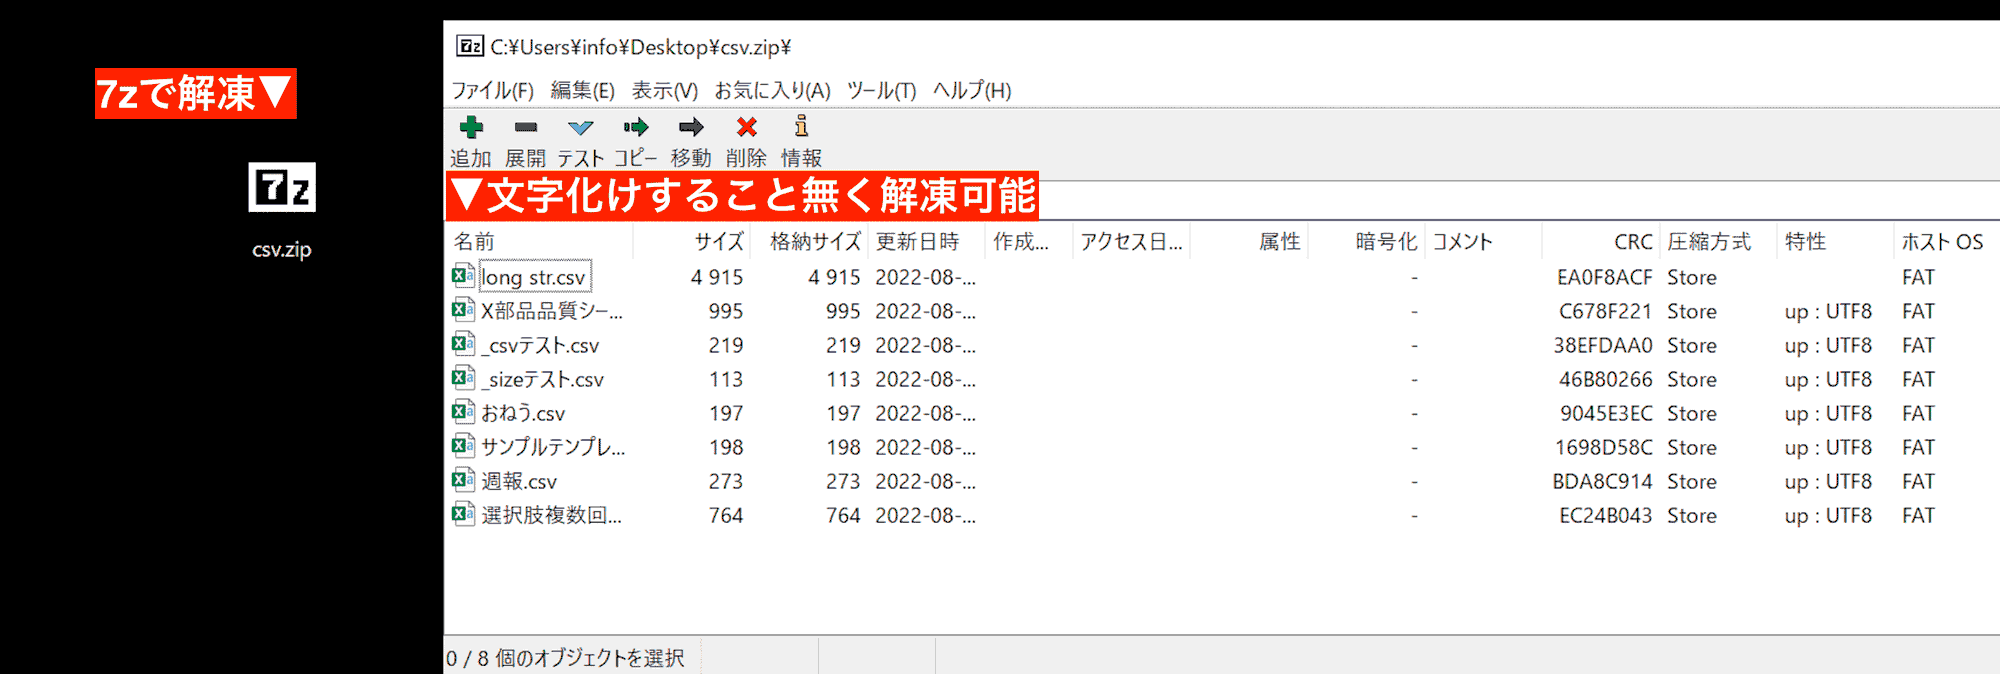 7zで解凍▼
7z
csv.zip
7z C:¥Users¥info¥Desktop¥csv.zip¥
ファイル(F) 編集(E) 表示(V) お気に入り(A) ツール(T) ヘルプ(H)
追加 展開 テスト コピー 移動 削除 情報
▼文字化けすること無く解凍可能
名前 サイズ 格納サイズ 更新日時 作成... アクセス日... 属性 暗号化 コメント CRC 圧縮方式 特性 ホスト OS
long str.csv 4 915 4 915 2022-08-... - EA0F8ACF Store FAT
X部品品質シー... 995 995 2022-08-... - C678F221 Store up : UTF8 FAT
_csvテスト.csv 219 219 2022-08-... - 38EFDAA0 Store up : UTF8 FAT
_sizeテスト.csv 113 113 2022-08-... - 46B80266 Store up : UTF8 FAT
おねう.csv 197 197 2022-08-... - 9045E3EC Store up : UTF8 FAT
サンプルテンプレ... 198 198 2022-08-... - 1698D58C Store up : UTF8 FAT
週報.csv 273 273 2022-08-... - BDA8C914 Store up : UTF8 FAT
選択肢複数回... 764 764 2022-08-... - EC24B043 Store up : UTF8 FAT
0 / 8 個のオブジェクトを選択